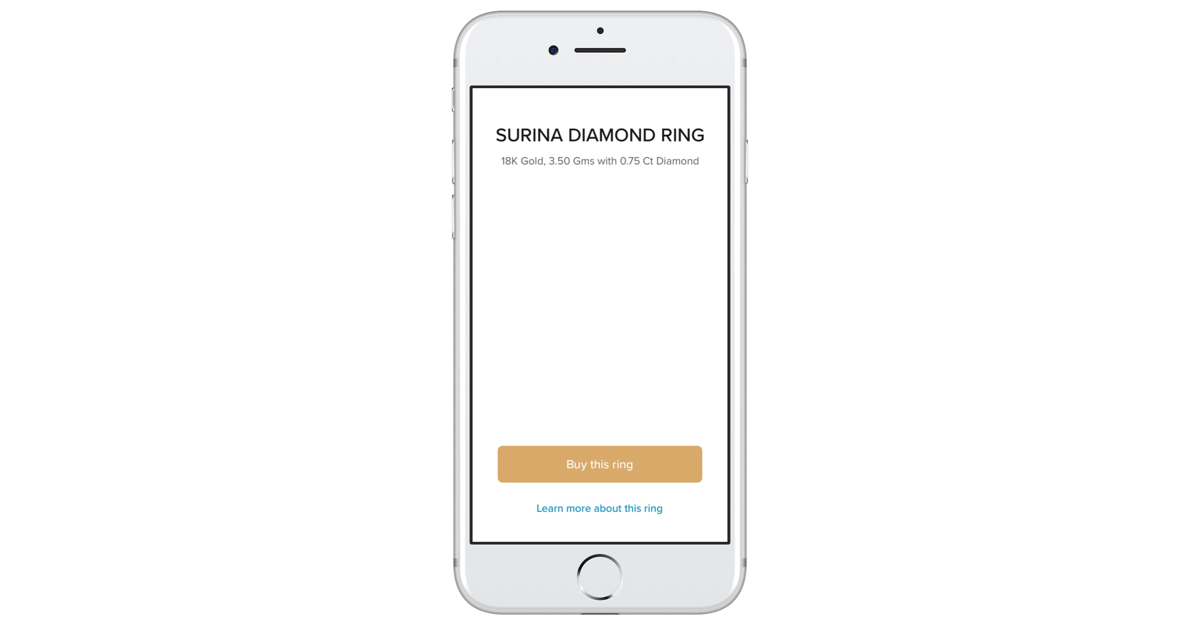 SURINA DIAMOND RING
18K Gold, 3.50 Gms with 0.75 Ct Diamond
Buy this ring
Learn more about this ring